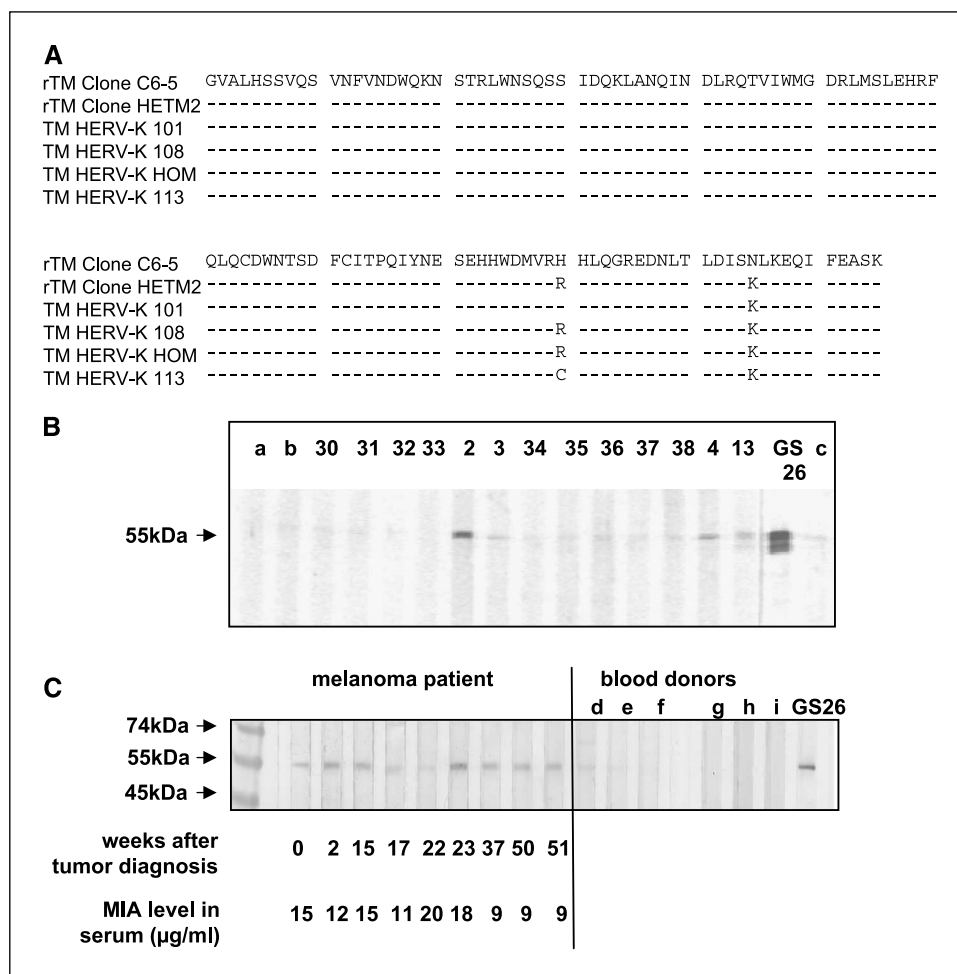 A
rTM Clone C6-5 GVALHSSVQS VNFVNDWQKN STRLWNSQSS IDQKLANQIN DLRQTVIWMG DRLMSLEHRF
rTM Clone HETM2 ---------- ---------- ---------- ---------- ---------- ----------
TM HERV-K 101 ---------- ---------- ---------- ---------- ---------- ----------
TM HERV-K 108 ---------- ---------- ---------- ---------- ---------- ----------
TM HERV-K HOM ---------- ---------- ---------- ---------- ---------- ----------
TM HERV-K 113 ---------- ---------- ---------- ---------- ---------- ----------
rTM Clone C6-5 QLQCDWNTSD FCITPQIYNE SEHHWDMVRH HLQGREDNLT LDISNLKEQI FEASK
rTM Clone HETM2 ---------- ---------- ---------R ---------- ----K----- -----
TM HERV-K 101 ---------- ---------- ---------- ---------- ----K----- -----
TM HERV-K 108 ---------- ---------- ---------R ---------- ----K----- -----
TM HERV-K HOM ---------- ---------- ---------R ---------- ----K----- -----
TM HERV-K 113 ---------- ---------- ---------C ---------- ----K----- -----
B
a b 30 31 32 33 2 3 34 35 36 37 38 4 13 GS c
26
55kDa
C
melanoma patient blood donors
d e f g h i GS26
74kDa
55kDa
45kDa
weeks after
tumor diagnosis 0 2 15 17 22 23 37 50 51
MIA level in
serum (µg/ml) 15 12 15 11 20 18 9 9 9